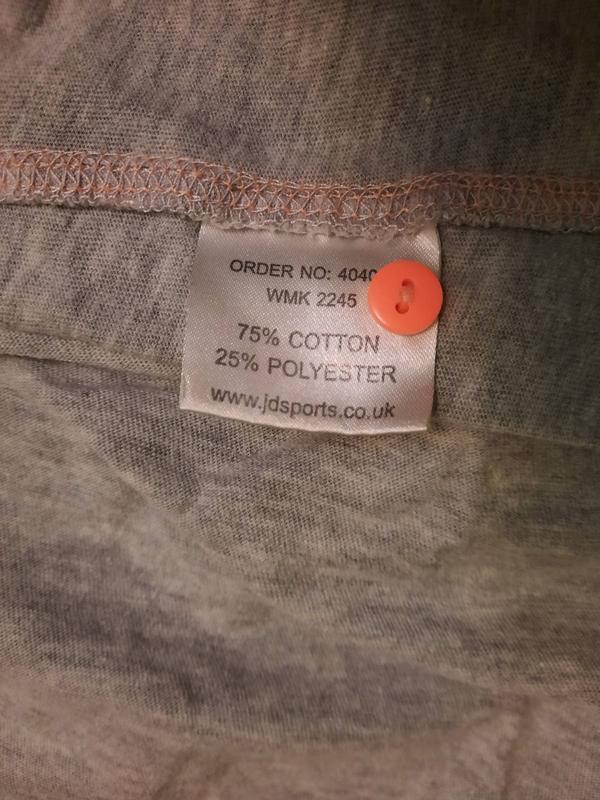 ORDER NO: 4040
WMK 2245
75% COTTON
25% POLYESTER
www.jdsports.co.uk